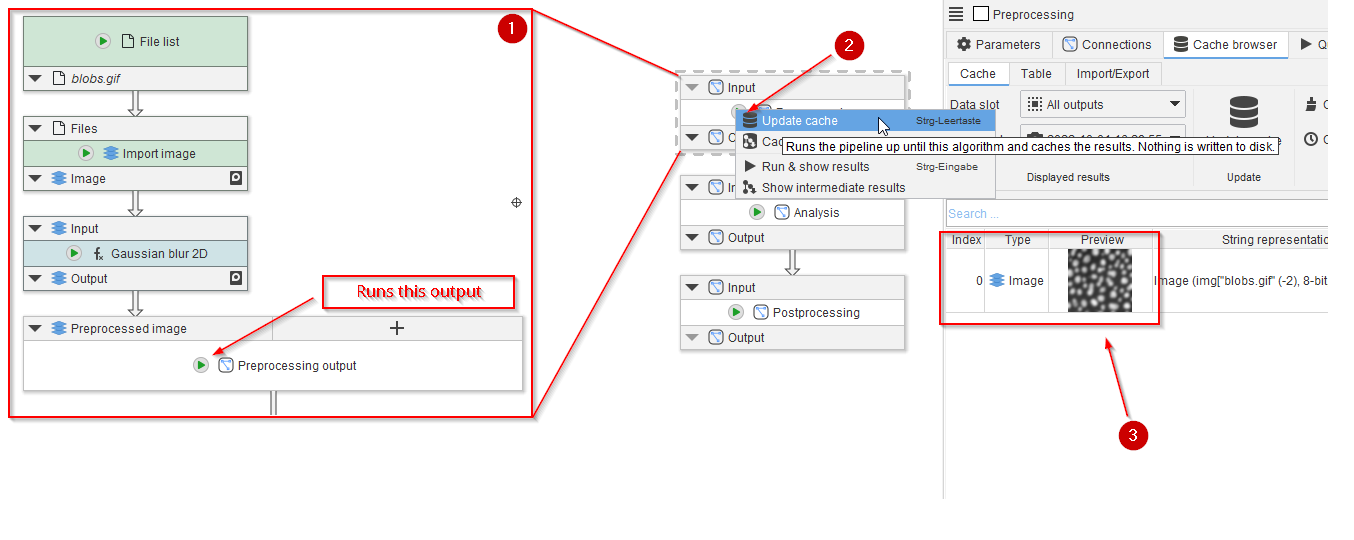 1
File list
blobs.gif
Files
Import image
Image
Input
Gaussian blur 2D
Output
Runs this output
Preprocessed image
Preprocessing output
2
Input
Update cache
Strg-Leertaste
Runs the pipeline up until this algorithm and caches the results. Nothing is written to disk.
Run & show results
Strg-Eingabe
Show intermediate results
Analysis
Output
Input
Postprocessing
Output
Preprocessing
Parameters
Connections
Cache browser
Q
Cache
Table
Import/Export
Data slot
All outputs
Displayed results
Update
Search ...
Index
Type
Preview
String representatio
0
Image
Image (img["blobs.gif" (-2), 8-bit
3